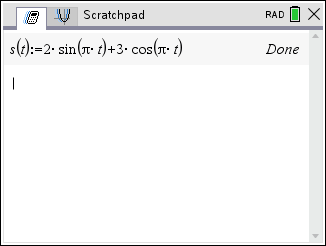 Scratchpad RAD
s(t):=2· sin(π· t)+3· cos(π· t) Done